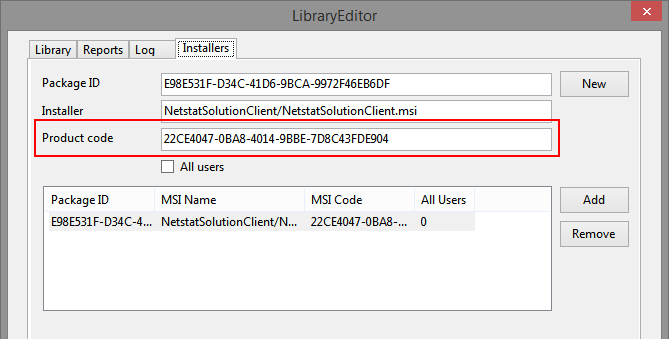 LibraryEditor
Library Reports Log Installers
Package ID E98E531F-D34C-41D6-9BCA-9972F46EB6DF New
Installer NetstatSolutionClient/NetstatSolutionClient.msi
Product code 22CE4047-0BA8-4014-9BBE-7D8C43FDE904
All users
Package ID MSI Name MSI Code All Users Add
E98E531F-D34C-4... NetstatSolutionClient/N... 22CE4047-0BA8-... 0
Remove